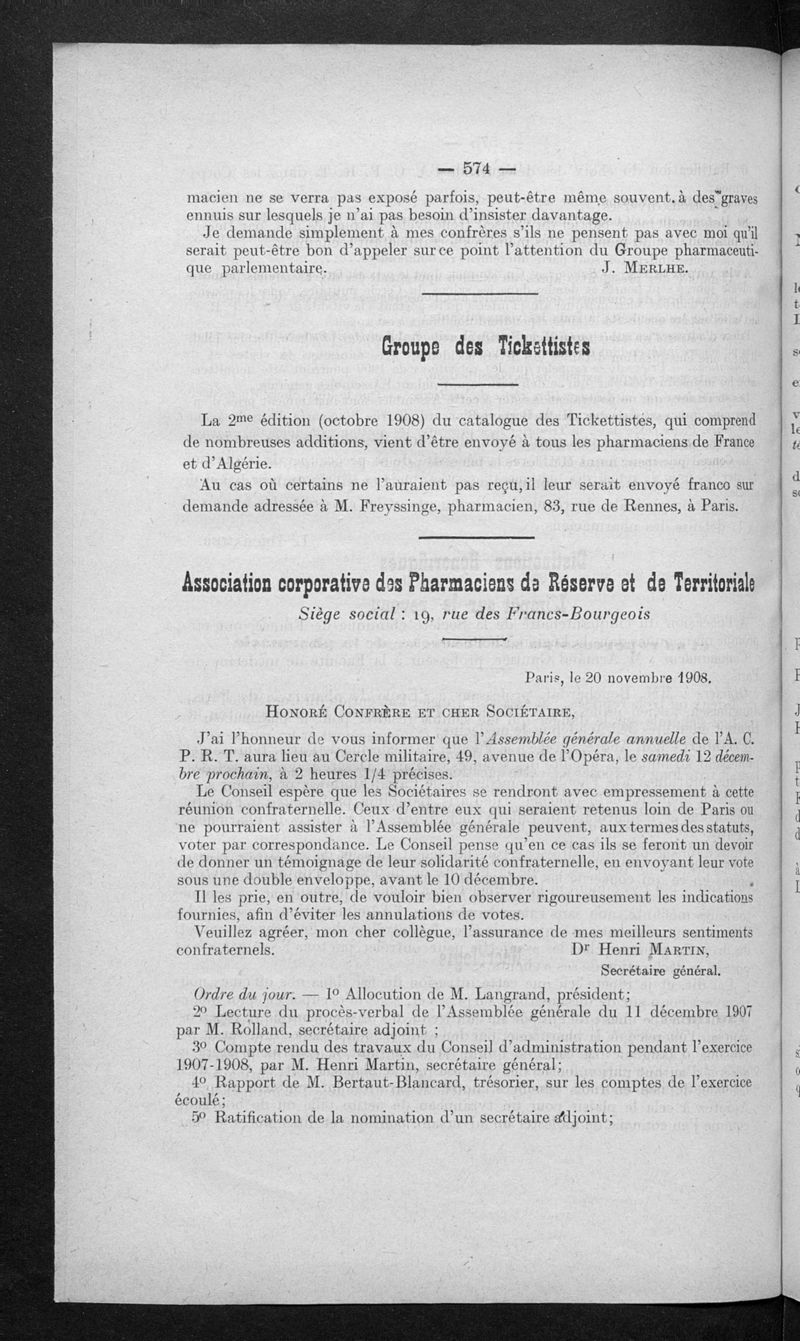 — 574 —
macien ne se verra pas exposé parfois, peut-être même souvent, à des graves
ennuis sur lesquels je n'ai pas besoin d'insister davantage.
Je demande simplement à mes confrères s'ils ne pensent pas avec moi qu'il
serait peut-être bon d'appeler sur ce point l'attention du Groupe pharmaceuti-
que parlementaire. J. MERLHE.
Groupe des Tickettistes
La 2me édition (octobre 1908) du catalogue des Tickettistes, qui comprend
de nombreuses additions, vient d'être envoyé à tous les pharmaciens de France
et d'Algérie.
Au cas où certains ne l'auraient pas reçu, il leur serait envoyé franco sur
demande adressée à M. Freyssinge, pharmacien, 83, rue de Rennes, à Paris.
Association corporative des Pharmaciens de Réserve et de Territoriale
Siège social : 19, rue des Francs-Bourgeois
Paris, le 20 novembre 1908.
HONORÉ CONFRÈRE ET CHER SOCIÉTAIRE,
J'ai l'honneur de vous informer que l'Assemblée générale annuelle de l'A. C.
P. R. T. aura lieu au Cercle militaire, 49, avenue de l'Opéra, le samedi 12 décem-
bre prochain, à 2 heures 1/4 précises.
Le Conseil espère que les Sociétaires se rendront avec empressement à cette
réunion confraternelle. Ceux d'entre eux qui seraient retenus loin de Paris ou
ne pourraient assister à l'Assemblée générale peuvent, aux termes des statuts,
voter par correspondance. Le Conseil pense qu'en ce cas ils se feront un devoir
de donner un témoignage de leur solidarité confraternelle, en envoyant leur vote
sous une double enveloppe, avant le 10 décembre.
Il les prie, en outre, de vouloir bien observer rigoureusement les indications
fournies, afin d'éviter les annulations de votes.
Veuillez agréer, mon cher collègue, l'assurance de mes meilleurs sentiments
confraternels. Dr Henri MARTIN,
Secrétaire général.
Ordre du jour. — 1° Allocution de M. Langrand, président;
2° Lecture du procès-verbal de l'Assemblée générale du 11 décembre 1907
par M. Rolland, secrétaire adjoint ;
3° Compte rendu des travaux du Conseil d'administration pendant l'exercice
1907-1908, par M. Henri Martin, secrétaire général;
4° Rapport de M. Bertaut-Blancard, trésorier, sur les comptes de l'exercice
écoulé;
5° Ratification de la nomination d'un secrétaire adjoint;